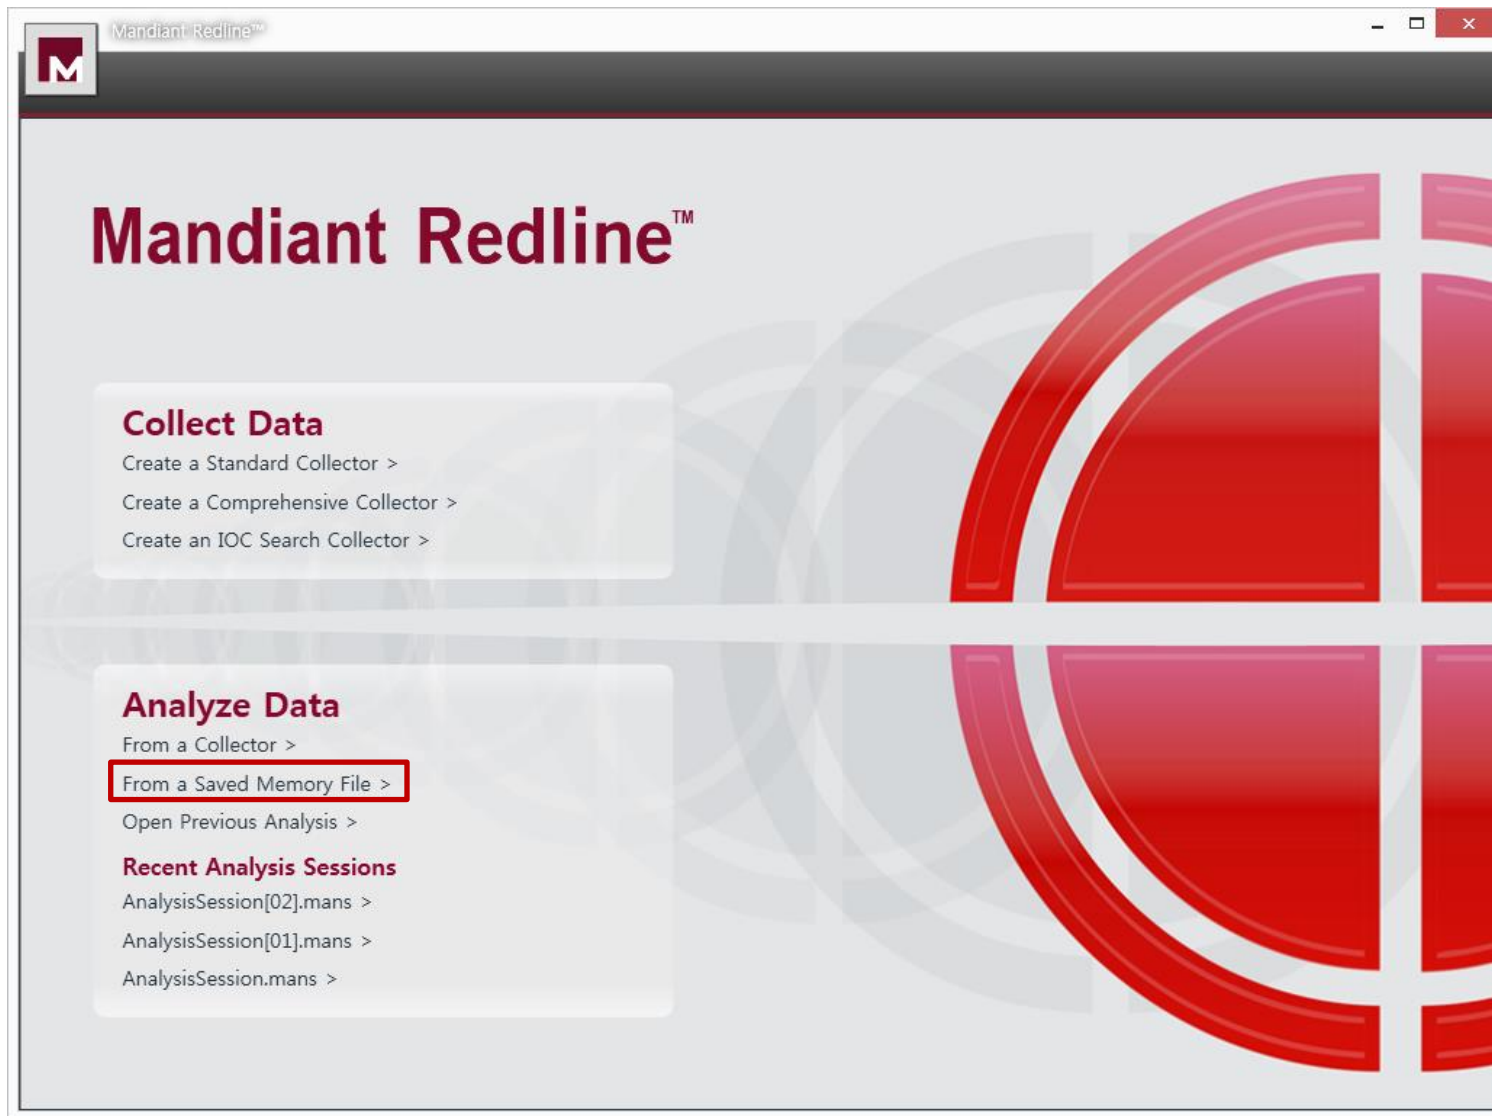 Mandiant Redline™
M
Mandiant Redline™
Collect Data
Create a Standard Collector >
Create a Comprehensive Collector >
Create an IOC Search Collector >
Analyze Data
From a Collector >
From a Saved Memory File >
Open Previous Analysis >
Recent Analysis Sessions
AnalysisSession[02].mans >
AnalysisSession[01].mans >
AnalysisSession.mans >